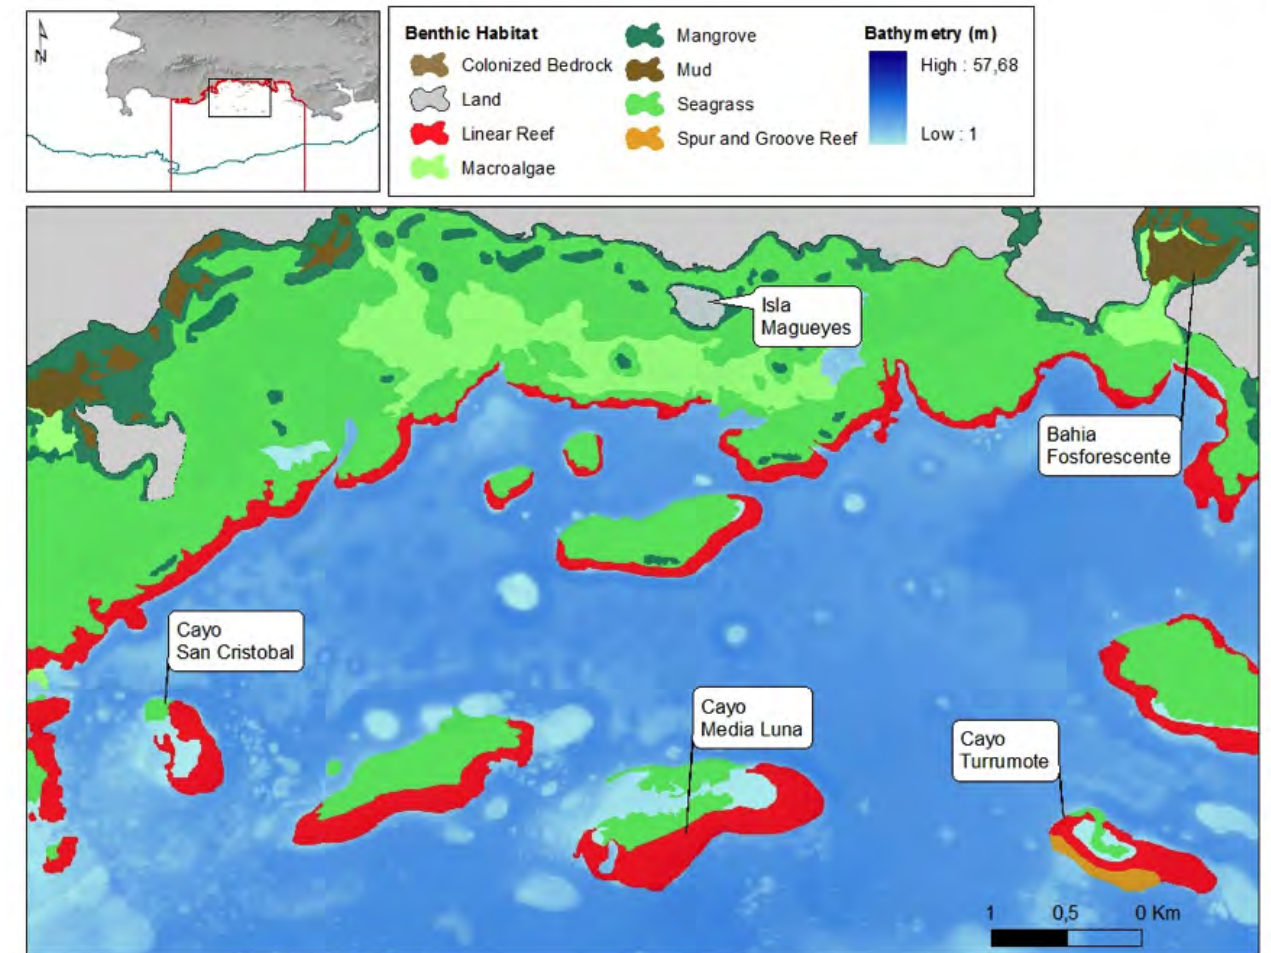 N
Benthic Habitat
Colonized Bedrock
Land
Linear Reef
Macroalgae
Mangrove
Mud
Seagrass
Spur and Groove Reef
Bathymetry (m)
High : 57,68
Low : 1
Isla
Magueyes
Bahia
Fosforescente
Cayo
San Cristobal
Cayo
Media Luna
Cayo
Turrumote
1 0,5 0 Km